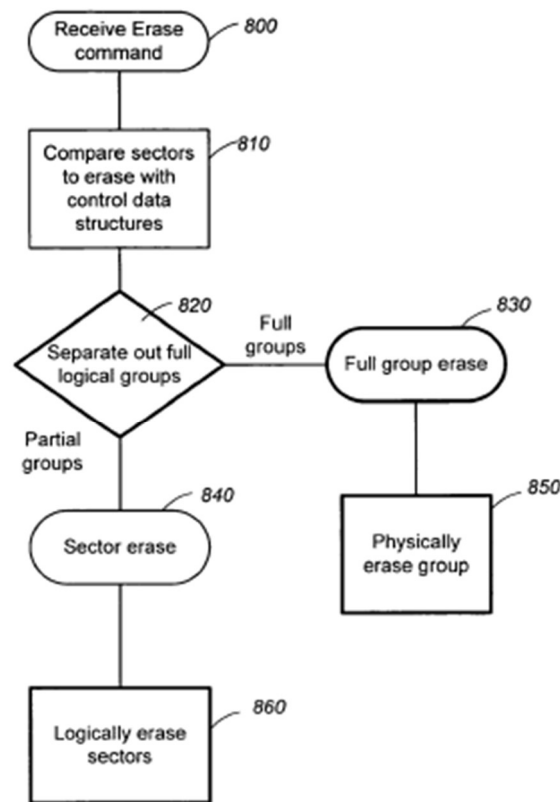 Receive Erase
command
800
Compare sectors
to erase with
control data
structures
810
820
Separate out full
logical groups
Full
groups
830
Full group erase
Partial
groups
840
Sector erase
850
Physically
erase group
860
Logically erase
sectors